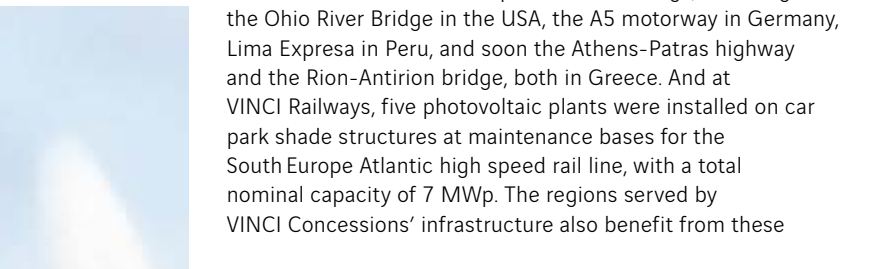 the Ohio River Bridge in the USA, the A5 motorway in Germany,
Lima Expresa in Peru, and soon the Athens-Patras highway
and the Rion-Antirion bridge, both in Greece. And at
VINCI Railways, five photovoltaic plants were installed on car
park shade structures at maintenance bases for the
South Europe Atlantic high speed rail line, with a total
nominal capacity of 7 MWp. The regions served by
VINCI Concessions’ infrastructure also benefit from these